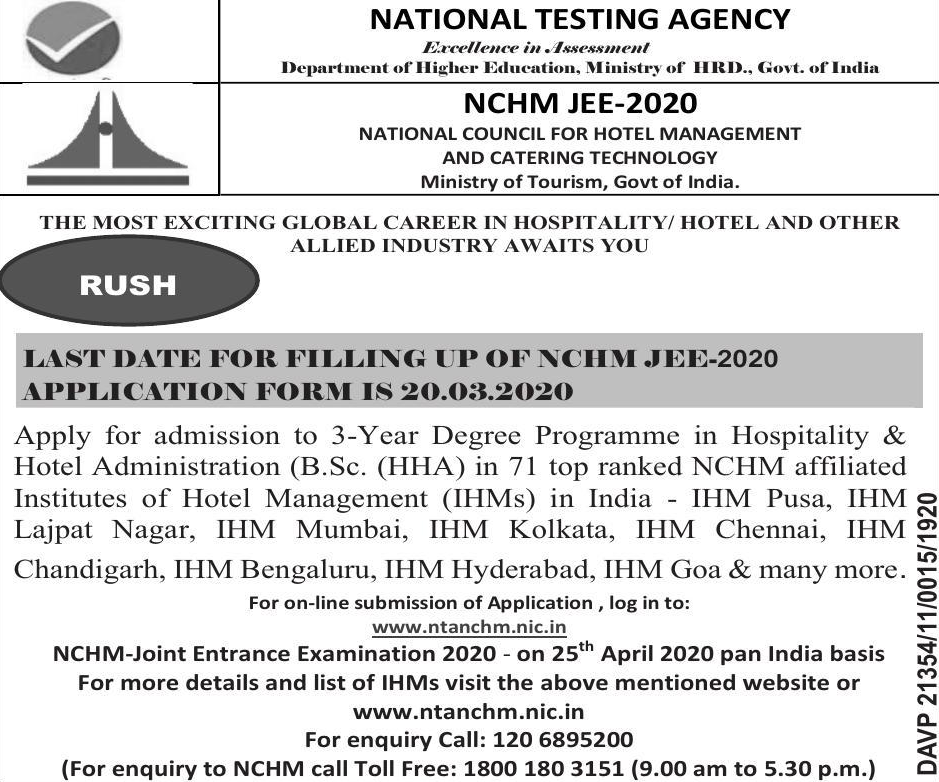 NATIONAL TESTING AGENCY
Excellence in Assessment
Department of Higher Education, Ministry of HRD., Govt. of India
NCHM JEE-2020
NATIONAL COUNCIL FOR HOTEL MANAGEMENT
AND CATERING TECHNOLOGY
Ministry of Tourism, Govt of India.
THE MOST EXCITING GLOBAL CAREER IN HOSPITALITY/ HOTEL AND OTHER
ALLIED INDUSTRY AWAITS YOU
RUSH
LAST DATE FOR FILLING UP OF NCHM JEE-2020
APPLICATION FORM IS 20.03.2020
Apply for admission to 3-Year Degree Programme in Hospitality &
Hotel Administration (B.Sc. (HHA) in 71 top ranked NCHM affiliated
Institutes of Hotel Management (IHMs) in India - IHM Pusa, IHM
Lajpat Nagar, IHM Mumbai, IHM Kolkata, IHM Chennai, IHM
Chandigarh, IHM Bengaluru, IHM Hyderabad, IHM Goa & many more.
For on-line submission of Application , log in to:
www.ntanchm.nic.in
NCHM-Joint Entrance Examination 2020 - on 25th April 2020 pan India basis
For more details and list of IHMs visit the above mentioned website or
www.ntanchm.nic.in
For enquiry Call: 120 6895200
(For enquiry to NCHM call Toll Free: 1800 180 3151 (9.00 am to 5.30 p.m.)
DAVP 21354/11/0015/1920